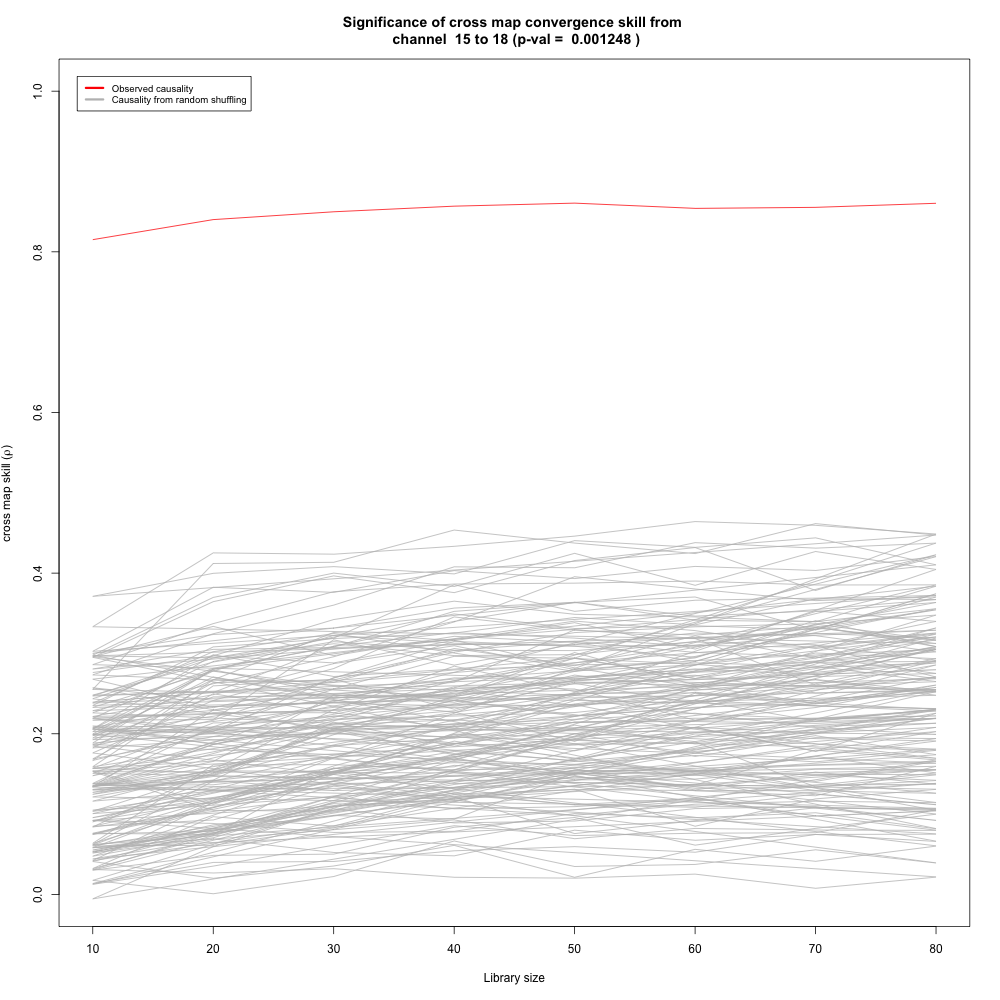 Significance of cross map convergence skill from
channel  15 to 18 (p-val =  0.001248 )
Observed causality
Causality from random shuffling
cross map skill (ρ)
1.0
0.8
0.6
0.4
0.2
0.0
10 20 30 40 50 60 70 80
Library size